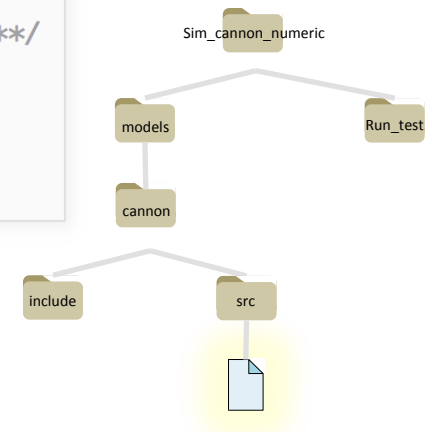 **/
Sim_cannon_numeric
models
Run_test
cannon
include
src